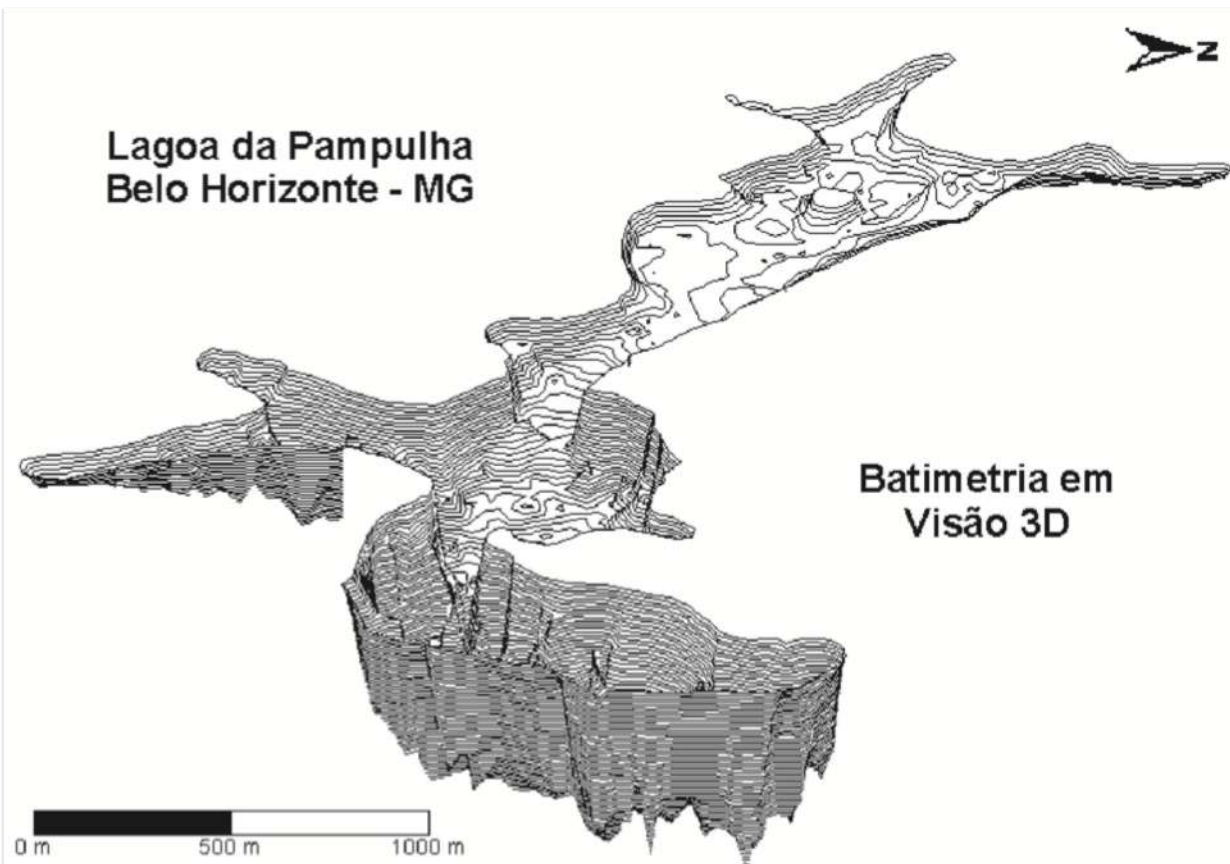 N
Lagoa da Pampulha
Belo Horizonte - MG
Batimetria em
Visão 3D
0 m 500 m 1000 m